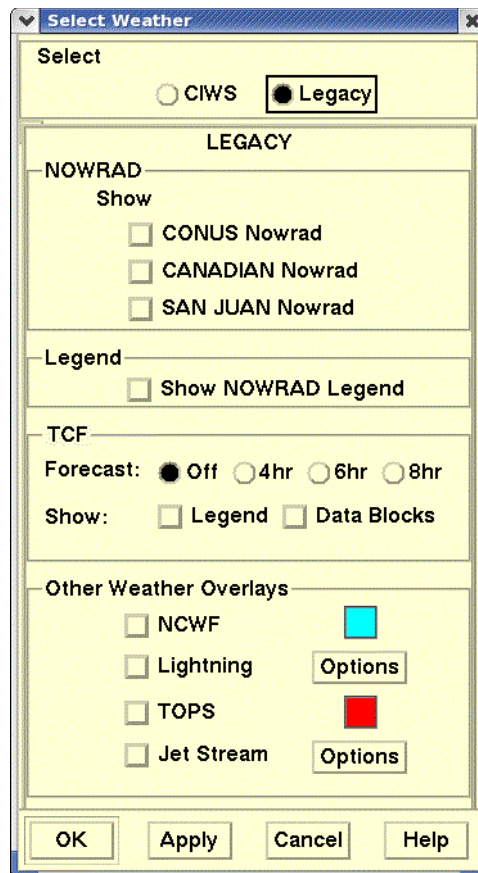 Select Weather
Select
CIWS Legacy
LEGACY
NOWRAD
Show
CONUS Nowrad
CANADIAN Nowrad
SAN JUAN Nowrad
Legend
Show NOWRAD Legend
TCF
Forecast: Off 4hr 6hr 8hr
Show: Legend Data Blocks
Other Weather Overlays
NCWF
Lightning Options
TOPS
Jet Stream Options
OK Apply Cancel Help